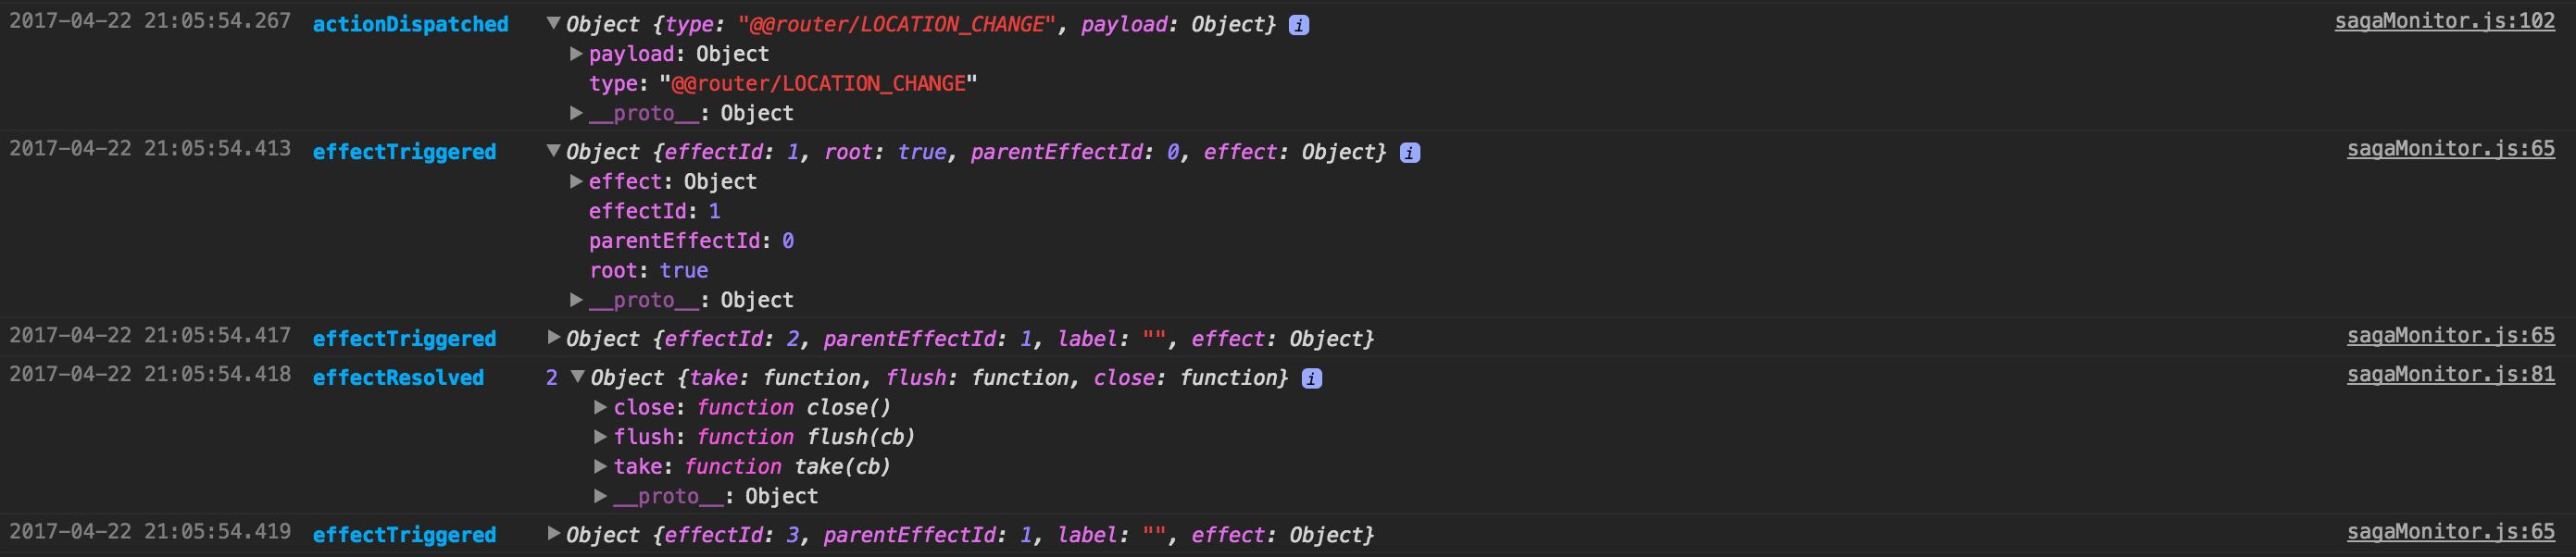 2017-04-22 21:05:54.267 actionDispatched ▼Object {type: "@@router/LOCATION_CHANGE", payload: Object} i sagaMonitor.js:102
▶payload: Object
type: "@@router/LOCATION_CHANGE"
▶__proto__: Object
2017-04-22 21:05:54.413 effectTriggered ▼Object {effectId: 1, root: true, parentEffectId: 0, effect: Object} i sagaMonitor.js:65
▶effect: Object
effectId: 1
parentEffectId: 0
root: true
▶__proto__: Object
2017-04-22 21:05:54.417 effectTriggered ▶Object {effectId: 2, parentEffectId: 1, label: "", effect: Object} sagaMonitor.js:65
2017-04-22 21:05:54.418 effectResolved 2 ▼Object {take: function, flush: function, close: function} i sagaMonitor.js:81
▶close: function close()
▶flush: function flush(cb)
▶take: function take(cb)
▶__proto__: Object
2017-04-22 21:05:54.419 effectTriggered ▶Object {effectId: 3, parentEffectId: 1, label: "", effect: Object} sagaMonitor.js:65